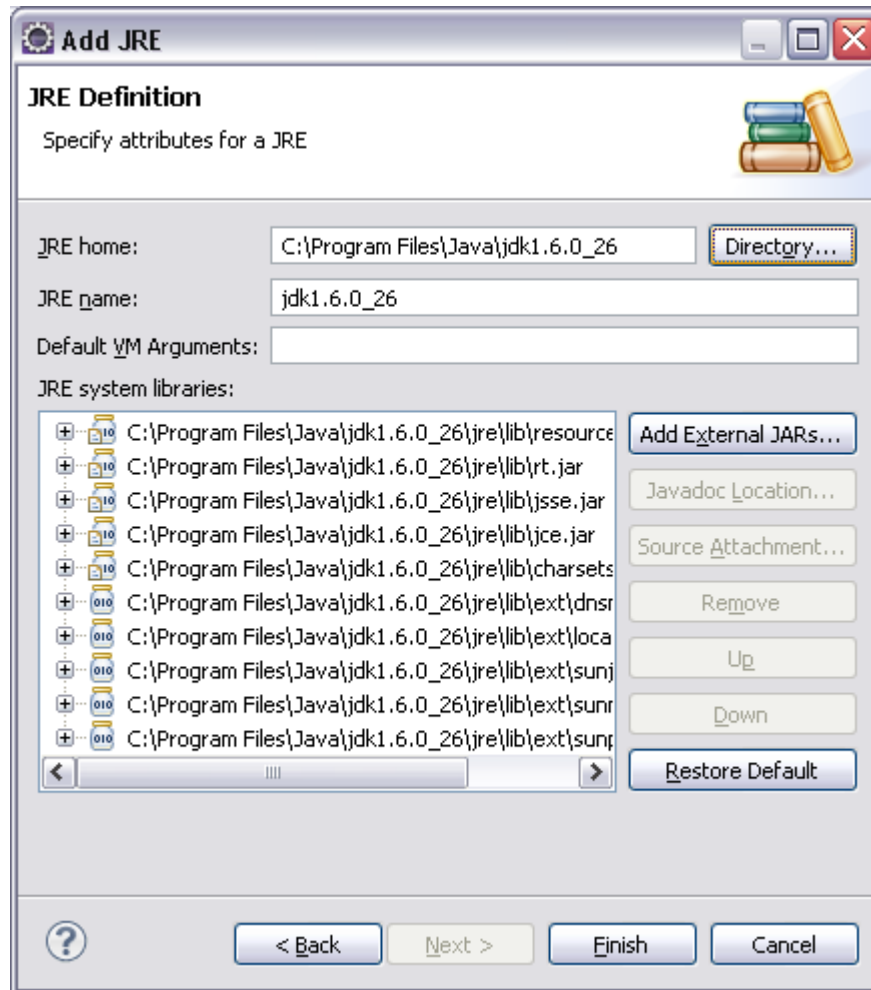 Add JRE
JRE Definition
Specify attributes for a JRE
JRE home:
C:\Program Files\Java\jdk1.6.0_26
Directory...
JRE name:
jdk1.6.0_26
Default VM Arguments:
JRE system libraries:
C:\Program Files\Java\jdk1.6.0_26\jre\lib\resource
C:\Program Files\Java\jdk1.6.0_26\jre\lib\rt.jar
C:\Program Files\Java\jdk1.6.0_26\jre\lib\jsse.jar
C:\Program Files\Java\jdk1.6.0_26\jre\lib\jce.jar
C:\Program Files\Java\jdk1.6.0_26\jre\lib\charsets
C:\Program Files\Java\jdk1.6.0_26\jre\lib\ext\dnsr
C:\Program Files\Java\jdk1.6.0_26\jre\lib\ext\loca
C:\Program Files\Java\jdk1.6.0_26\jre\lib\ext\sunj
C:\Program Files\Java\jdk1.6.0_26\jre\lib\ext\sunr
C:\Program Files\Java\jdk1.6.0_26\jre\lib\ext\sunp
Add External JARs...
Javadoc Location...
Source Attachment...
Remove
Up
Down
Restore Default
?
< Back
Next >
Finish
Cancel